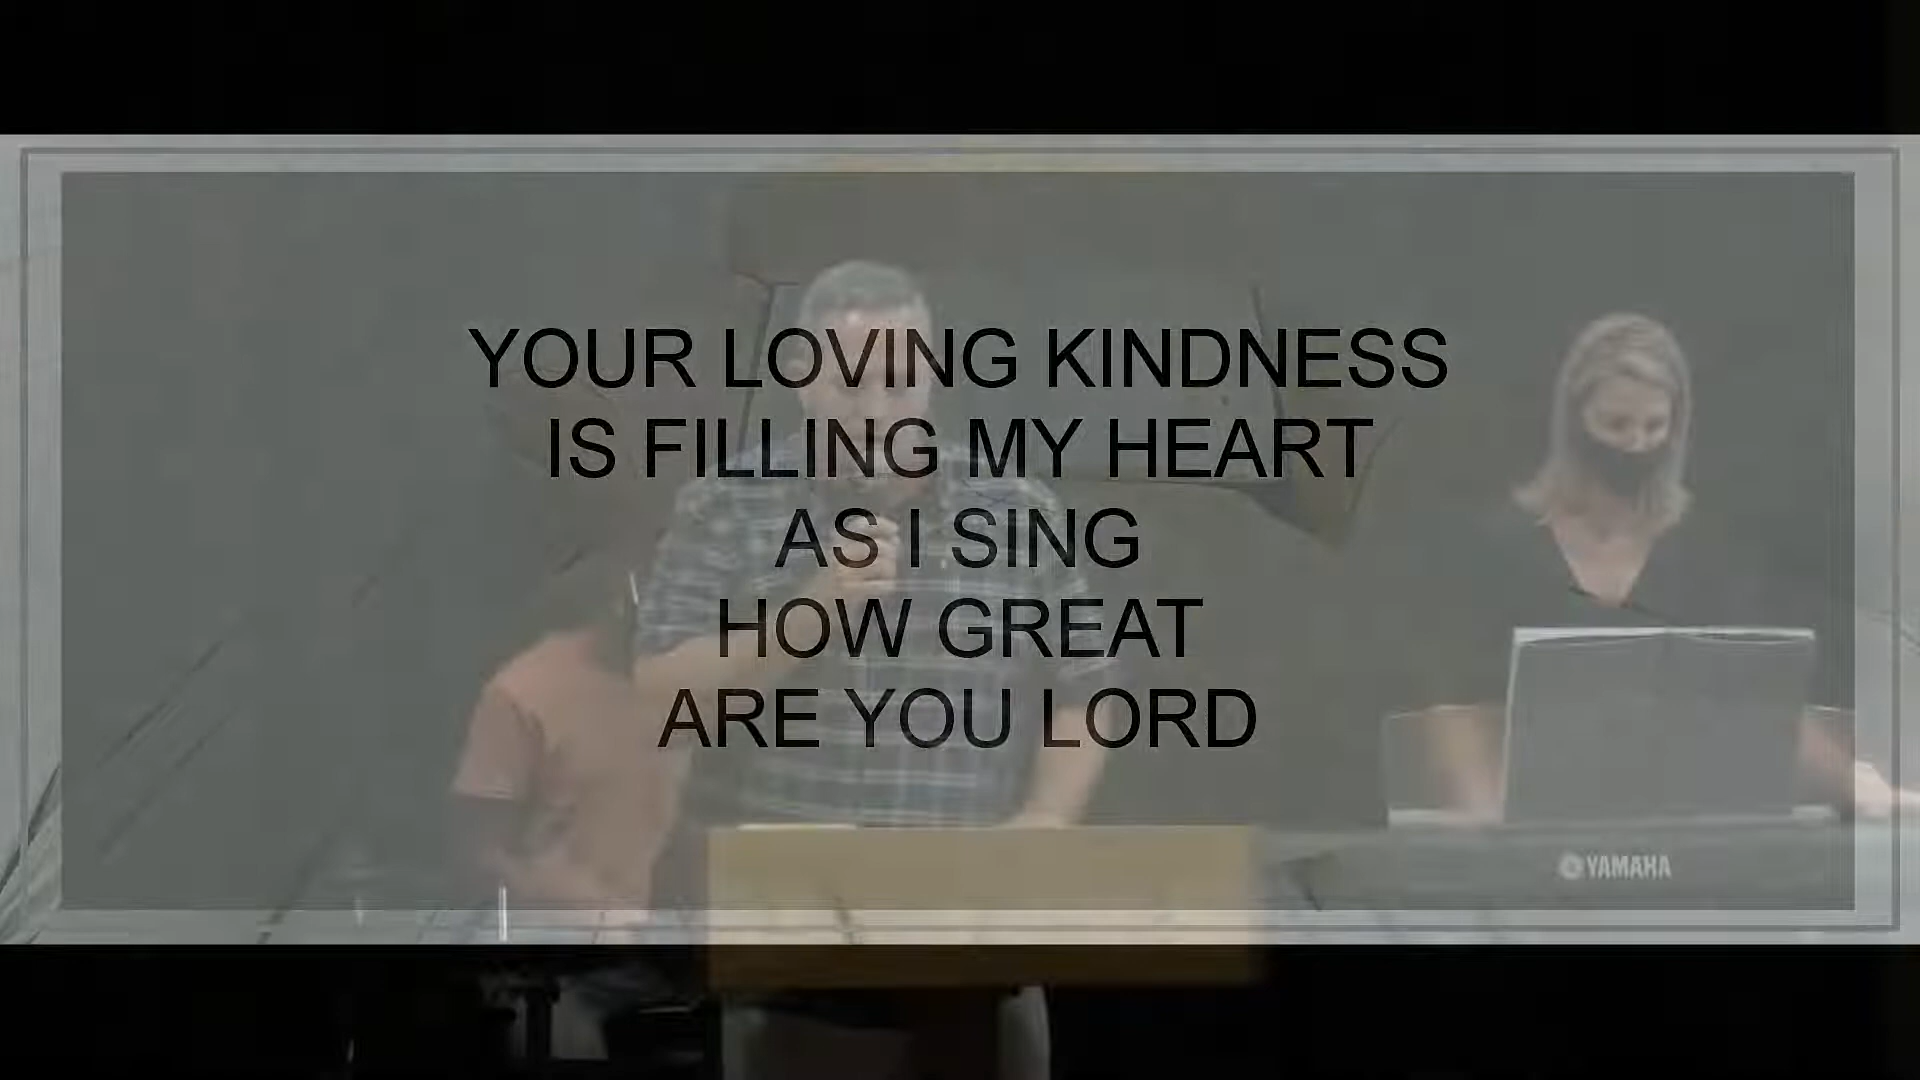 YOUR LOVING KINDNESS
IS FILLING MY HEART
AS I SING
HOW GREAT
ARE YOU LORD
YAMAHA